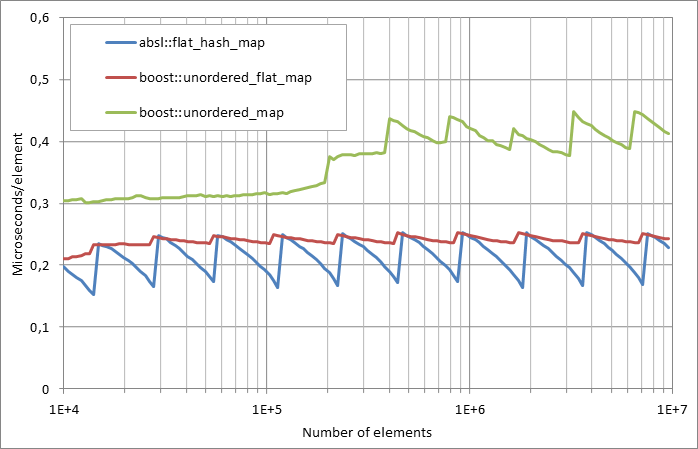 0,6
absl::flat_hash_map
0,5
boost::unordered_flat_map
boost::unordered_map
0,4
Microseconds/element
0,3
0,2
0,1
0
1E+4 1E+5 1E+6 1E+7
Number of elements